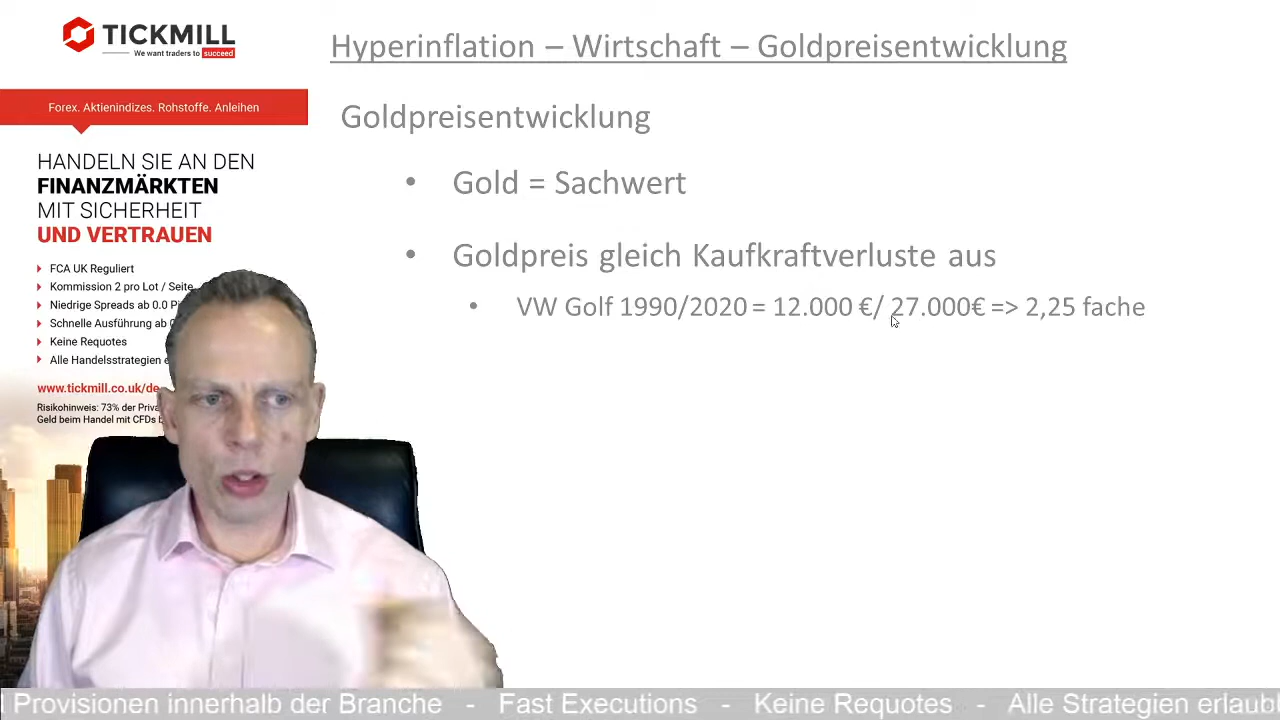 TICKMILL
We want traders to succeed
Hyperinflation – Wirtschaft – Goldpreisentwicklung
Forex. Aktienindizes. Rohstoffe. Anleihen
HANDELN SIE AN DEN
FINANZMÄRKTEN
MIT SICHERHEIT
UND VERTRAUEN
FCA UK Reguliert
Kommission 2 pro Lot / Seite
Niedrige Spreads ab 0.0
Schnelle Ausführung ab
Keine Requotes
Alle Handelsstrategien
www.tickmill.co.uk/de
Risikohinweis: 73% der
Geld beim Handel mit CFDs
Goldpreisentwicklung
• Gold = Sachwert
• Goldpreis gleich Kaufkraftverluste aus
• VW Golf 1990/2020 = 12.000 €/ 27.000€ => 2,25 fache
Provisionen innerhalb der Branche - Fast Executions - Keine Requotes - Alle Strategien